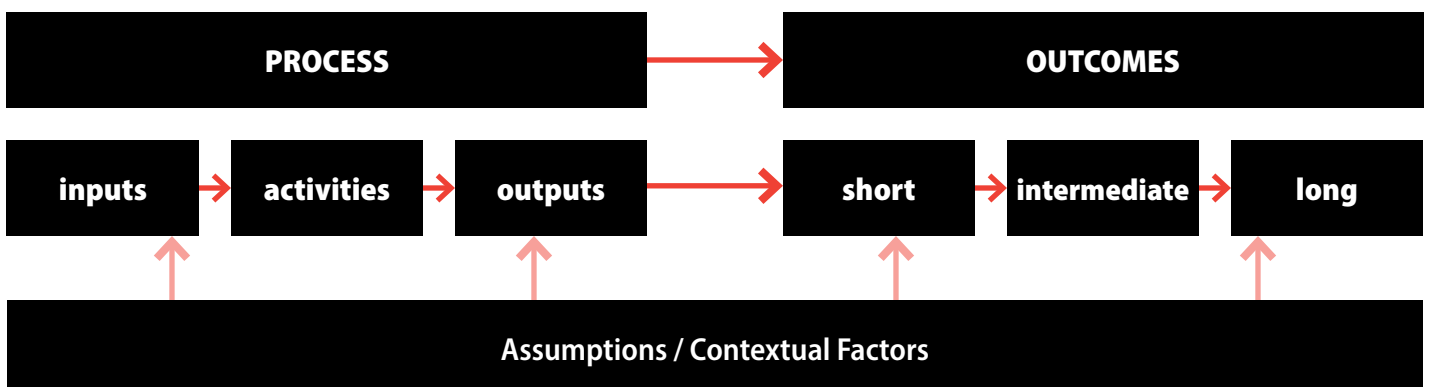 PROCESS
OUTCOMES
inputs
activities
outputs
short
intermediate
long
Assumptions / Contextual Factors